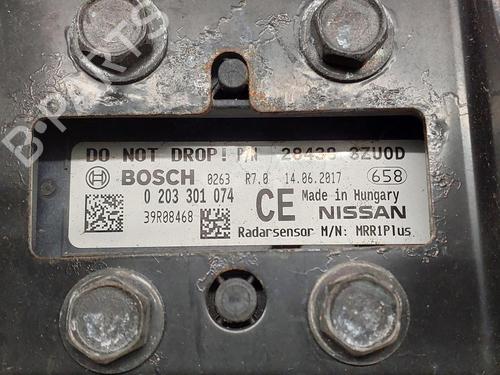 B-PARTS
DO NOT DROP! P/N 28438 3ZU0D
BOSCH 0263 R7.0 14.06.2017 658
0 203 301 074 CE Made in Hungary
39R08468 NISSAN
Radarsensor M/N: MRR1Plus